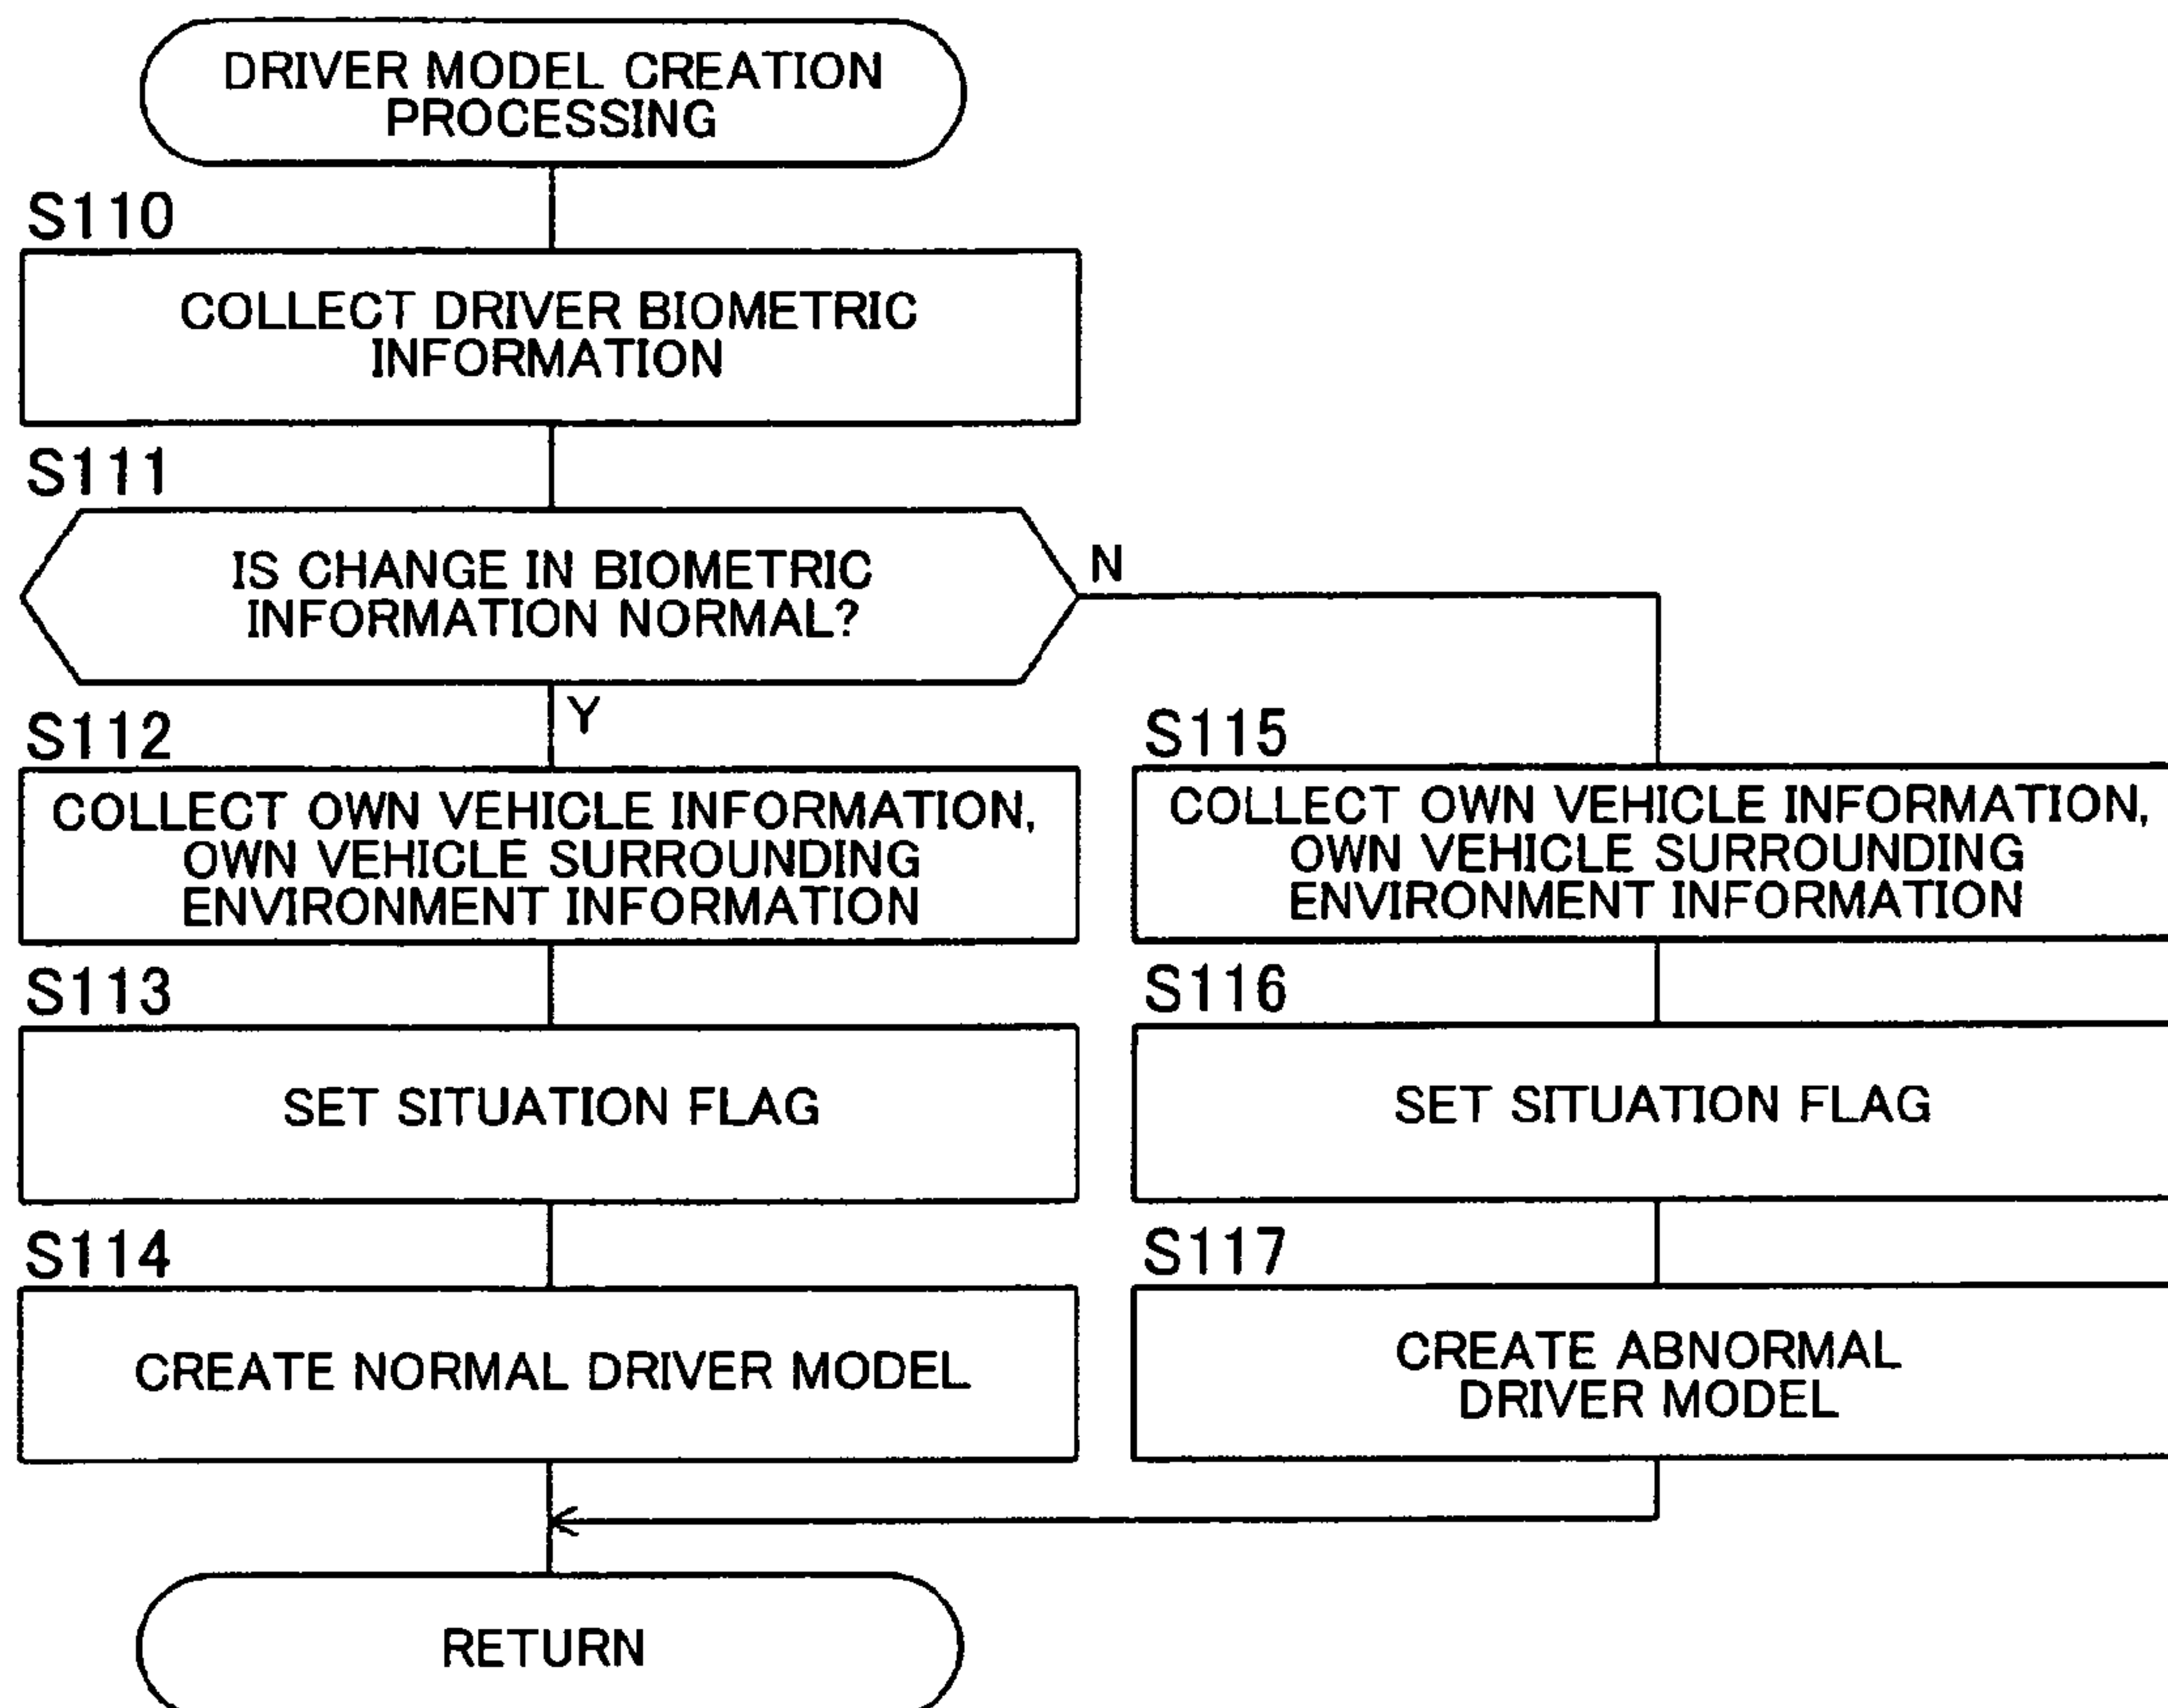 DRIVER MODEL CREATION
PROCESSING
S110
COLLECT DRIVER BIOMETRIC
INFORMATION
S111
IS CHANGE IN BIOMETRIC
INFORMATION NORMAL?
N
Y
S112
COLLECT OWN VEHICLE INFORMATION,
OWN VEHICLE SURROUNDING
ENVIRONMENT INFORMATION
S113
SET SITUATION FLAG
S114
CREATE NORMAL DRIVER MODEL
S115
COLLECT OWN VEHICLE INFORMATION,
OWN VEHICLE SURROUNDING
ENVIRONMENT INFORMATION
S116
SET SITUATION FLAG
S117
CREATE ABNORMAL
DRIVER MODEL
RETURN